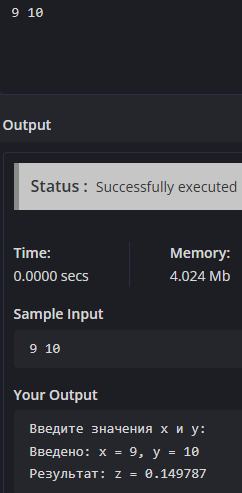 9 10
Output
Status : Successfully executed
Time: Memory:
0.0000 secs 4.024 Mb
Sample Input
9 10
Your Output
Введите значения x и y:
Введено: x = 9, y = 10
Результат: z = 0.149787